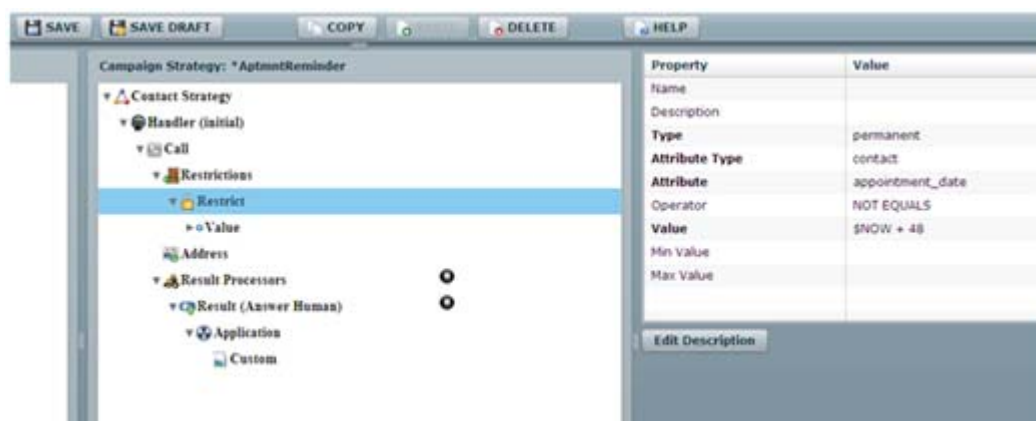 SAVE SAVE DRAFT COPY DELETE HELP
Campaign Strategy: *AptmntReminder
Contact Strategy
Handler (initial)
Call
Restrictions
Restrict
Value
Address
Result Processors
Result (Answer Human)
Application
Custom
Property Value
Name
Description
Type permanent
Attribute Type contact
Attribute appointment_date
Operator NOT EQUALS
Value $NOW + 48
Min Value
Max Value
Edit Description